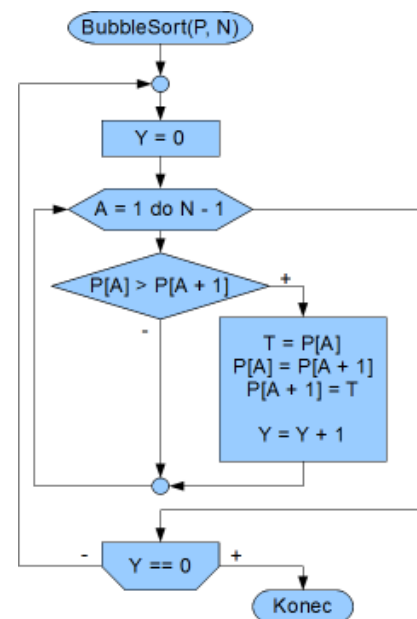 BubbleSort(P, N)
Y = 0
A = 1 do N - 1
P[A] > P[A + 1]
+
-
T = P[A]
P[A] = P[A + 1]
P[A + 1] = T
Y = Y + 1
-
Y == 0
+
Konec